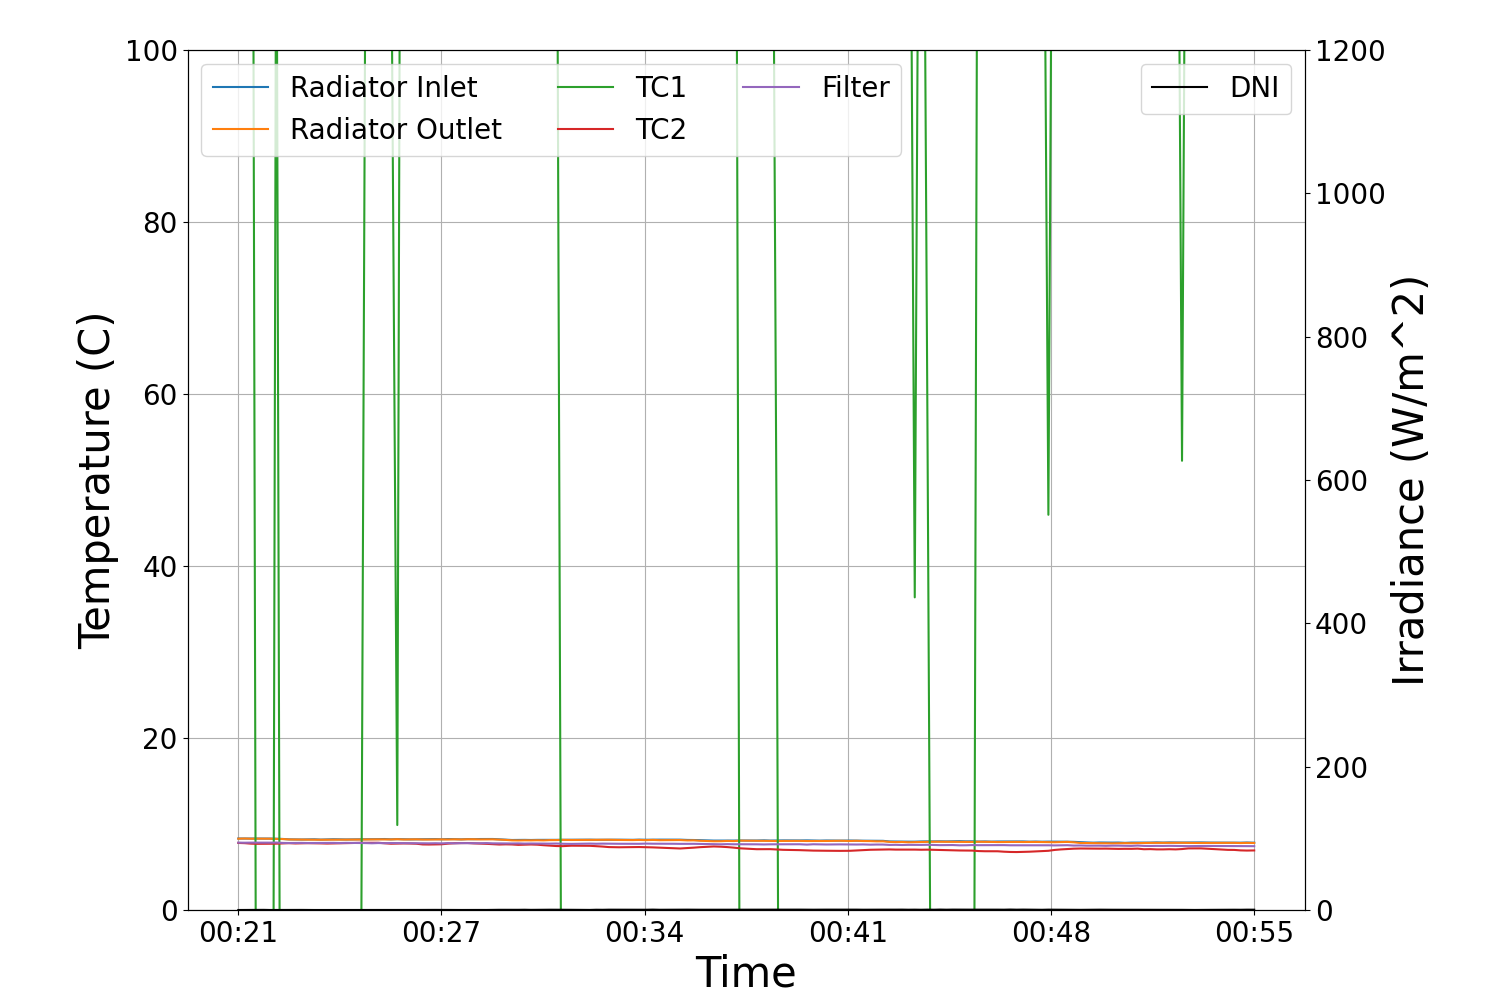 100
80
60
40
20
0
Temperature (C)
Radiator Inlet
Radiator Outlet
TC1
TC2
Filter
DNI
1200
1000
800
600
400
200
0
Irradiance (W/m^2)
00:21 00:27 00:34 00:41 00:48 00:55
Time